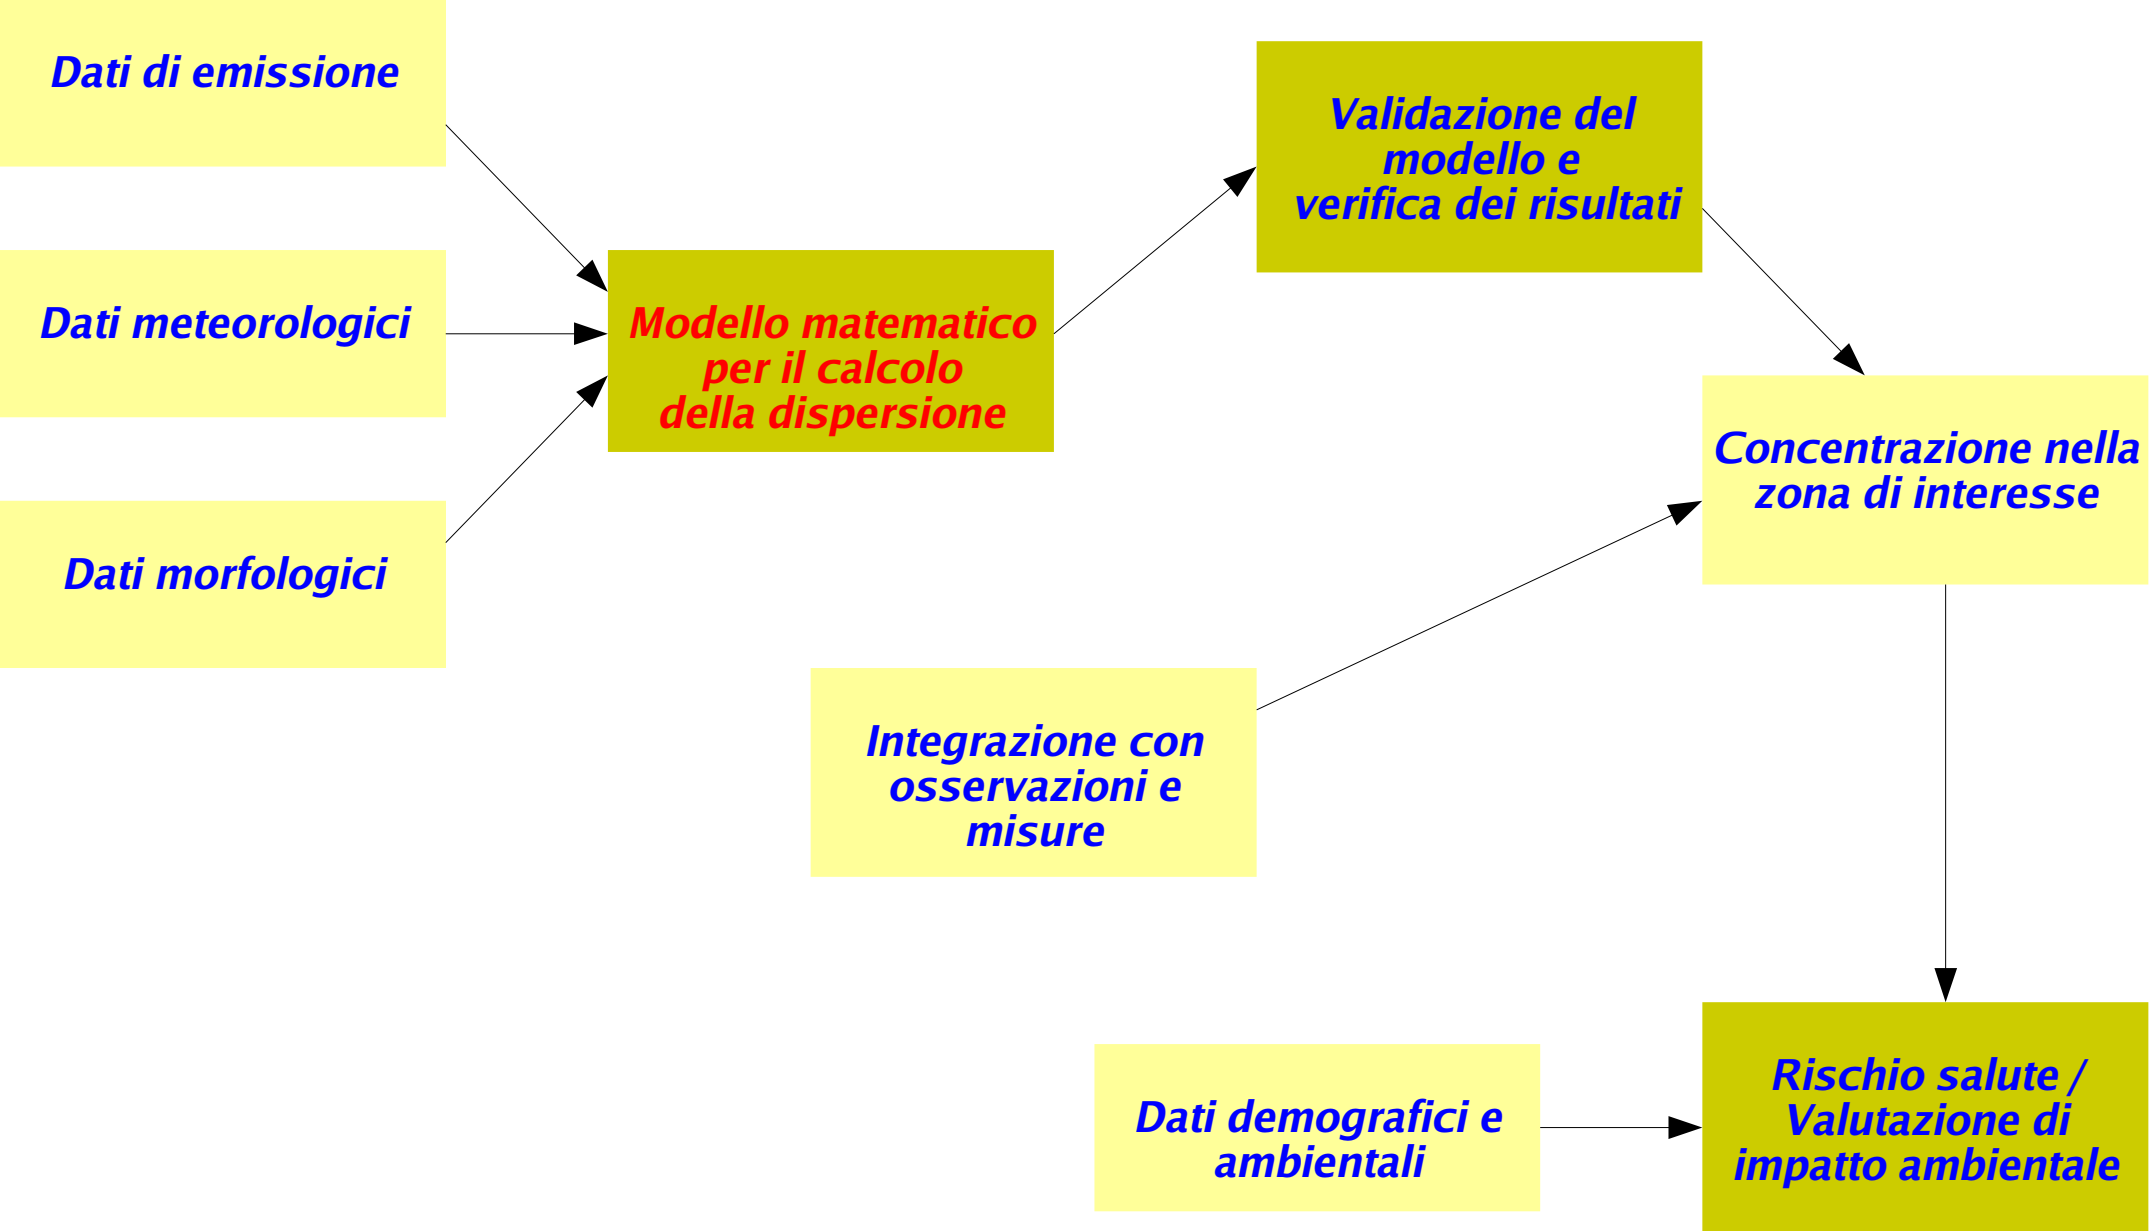 Dati di emissione
Dati meteorologici
Dati morfologici
Modello matematico
per il calcolo
della dispersione
Validazione del
modello e
verifica dei risultati
Concentrazione nella
zona di interesse
Integrazione con
osservazioni e
misure
Dati demografici e
ambientali
Rischio salute /
Valutazione di
impatto ambientale